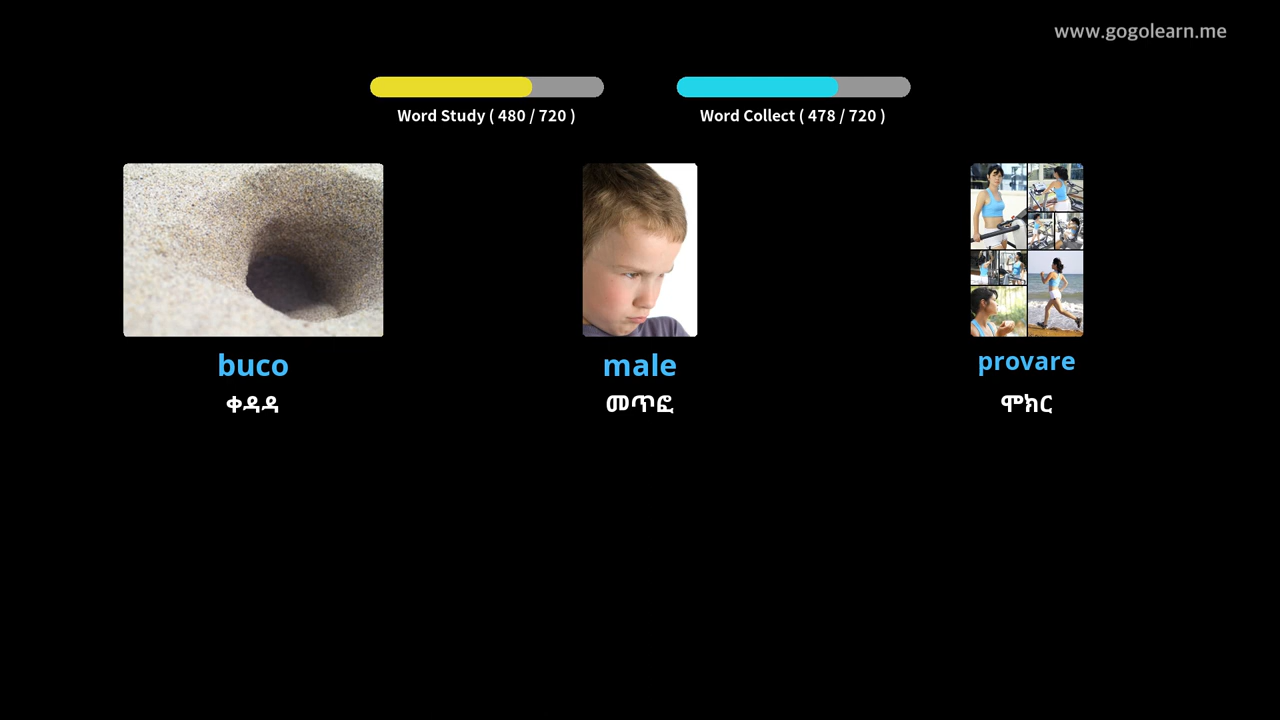 www.gogolearn.me
Word Study ( 480 / 720 )
Word Collect ( 478 / 720 )
buco
male
provare
ቀዳዳ
መጥፎ
ሞክር